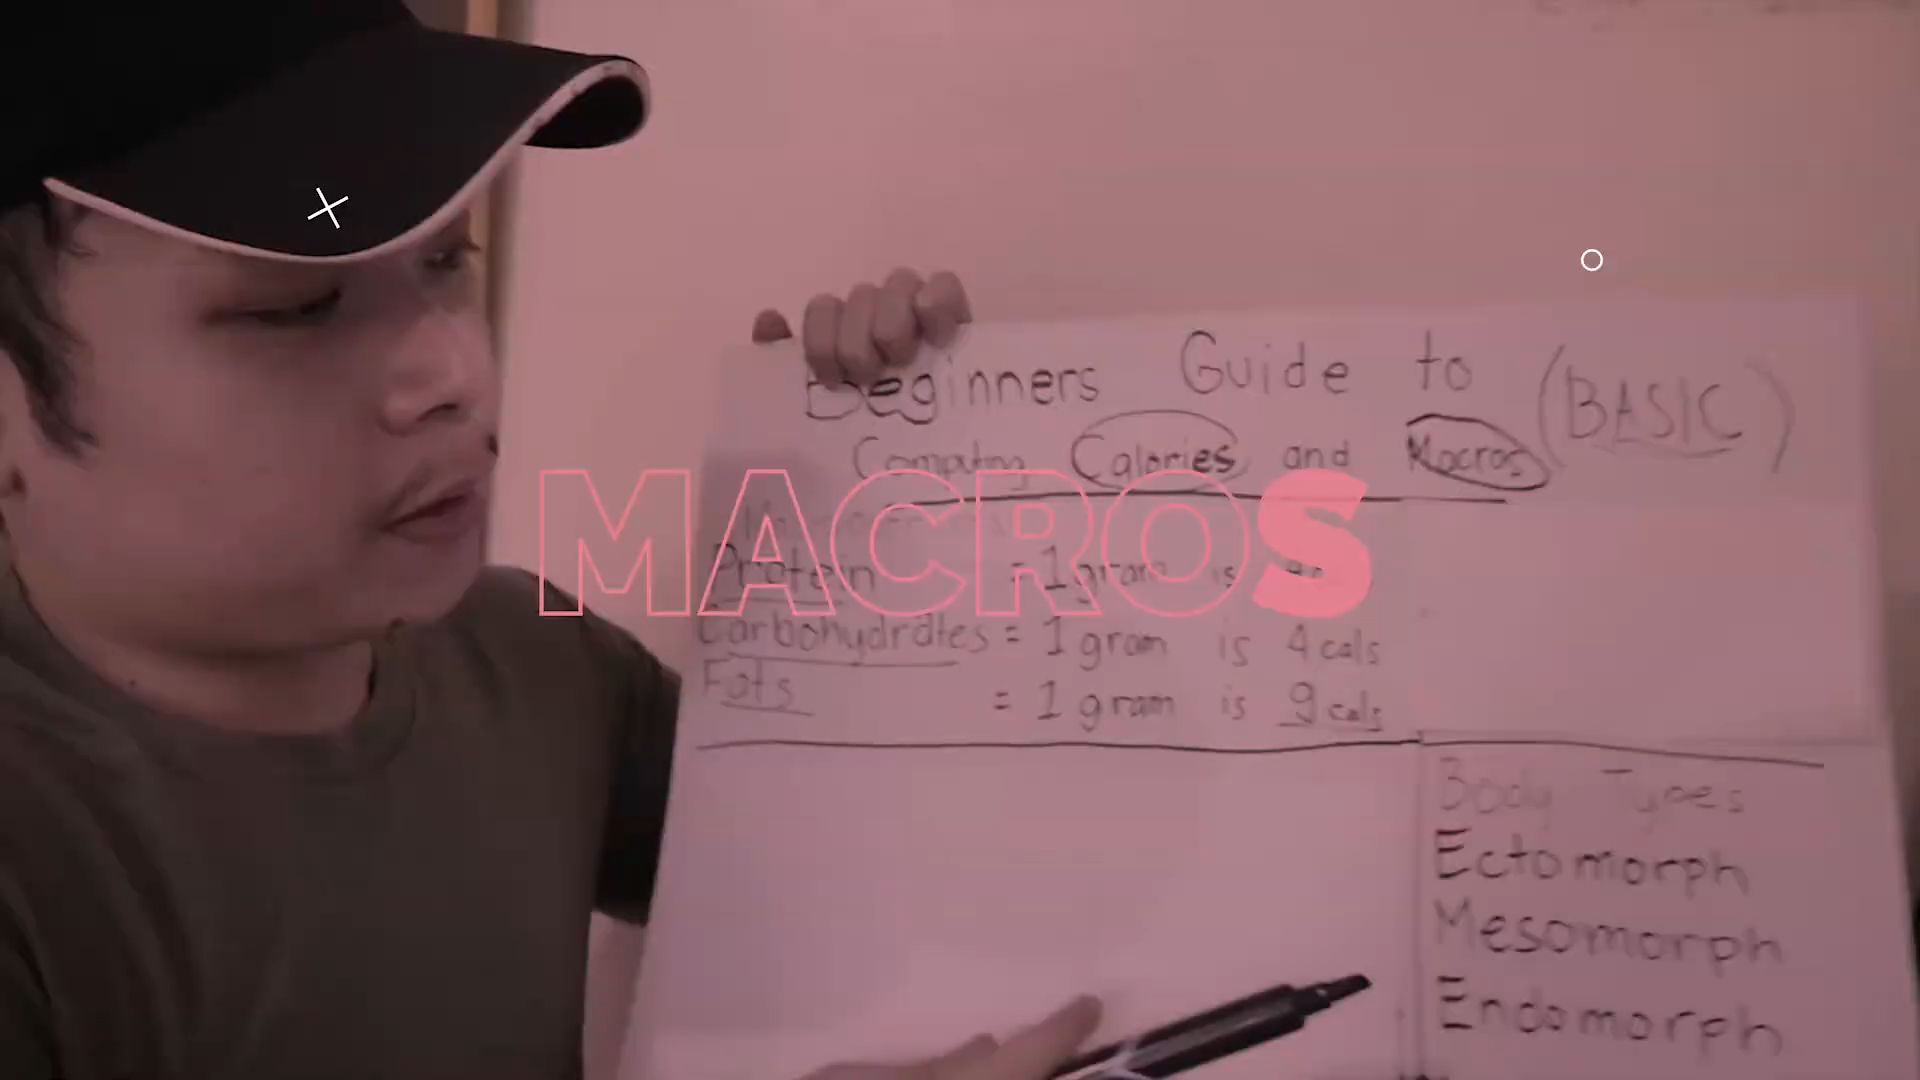 Beginners Guide to (BASIC)
Computing Calories and Macros
MACROS
Protein = 1 gram is
Carbohydrates = 1 gram is 4 cals
Fats = 1 gram is 9 cals
Body Types
Ectomorph
Mesomorph
Endomorph